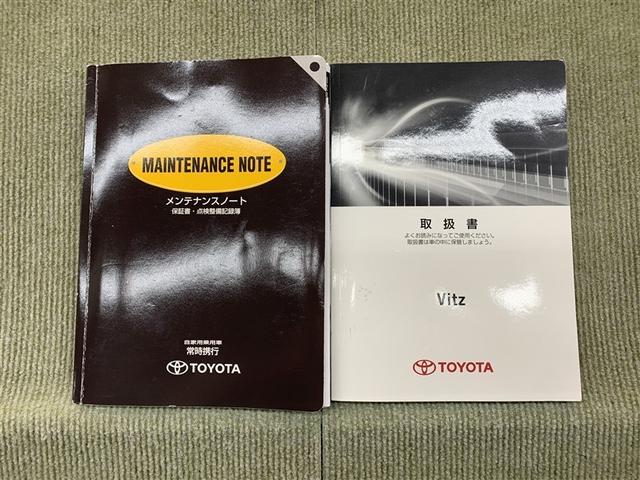 MAINTENANCE NOTE
メンテナンスノート
保証書・点検整備記録簿
自家用乗用車
常時携行
TOYOTA
取扱書
よくお読みになってご使用ください。
取扱書は車の中に保管しましょう。
Vitz
TOYOTA